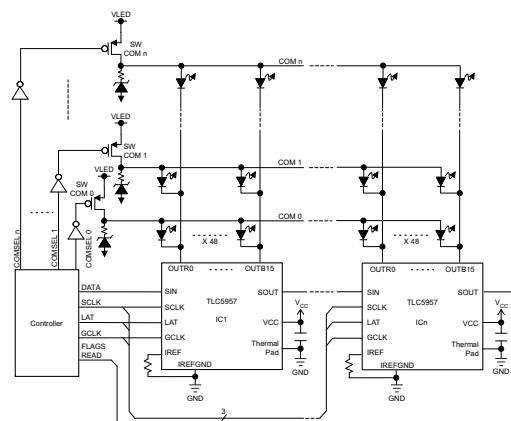 VLED
SW
COM n
COM n
VLED
SW
COM 1
COM 1
VLED
SW
COM 0
COM 0
COMSEL n
COMSEL 1
COMSEL 0
X 48
X 48
OUTR0
OUTB15
OUTR0
OUTB15
Controller
DATA
SCLK
LAT
GCLK
FLAGS
READ
SIN
SCLK
LAT
GCLK
IREF
IREFGND
TLC5957
IC1
SOUT
VCC
Thermal
Pad
VCC
GND
GND
SIN
SCLK
LAT
GCLK
IREF
IREFGND
TLC5957
ICn
SOUT
VCC
Thermal
Pad
VCC
GND
GND
3